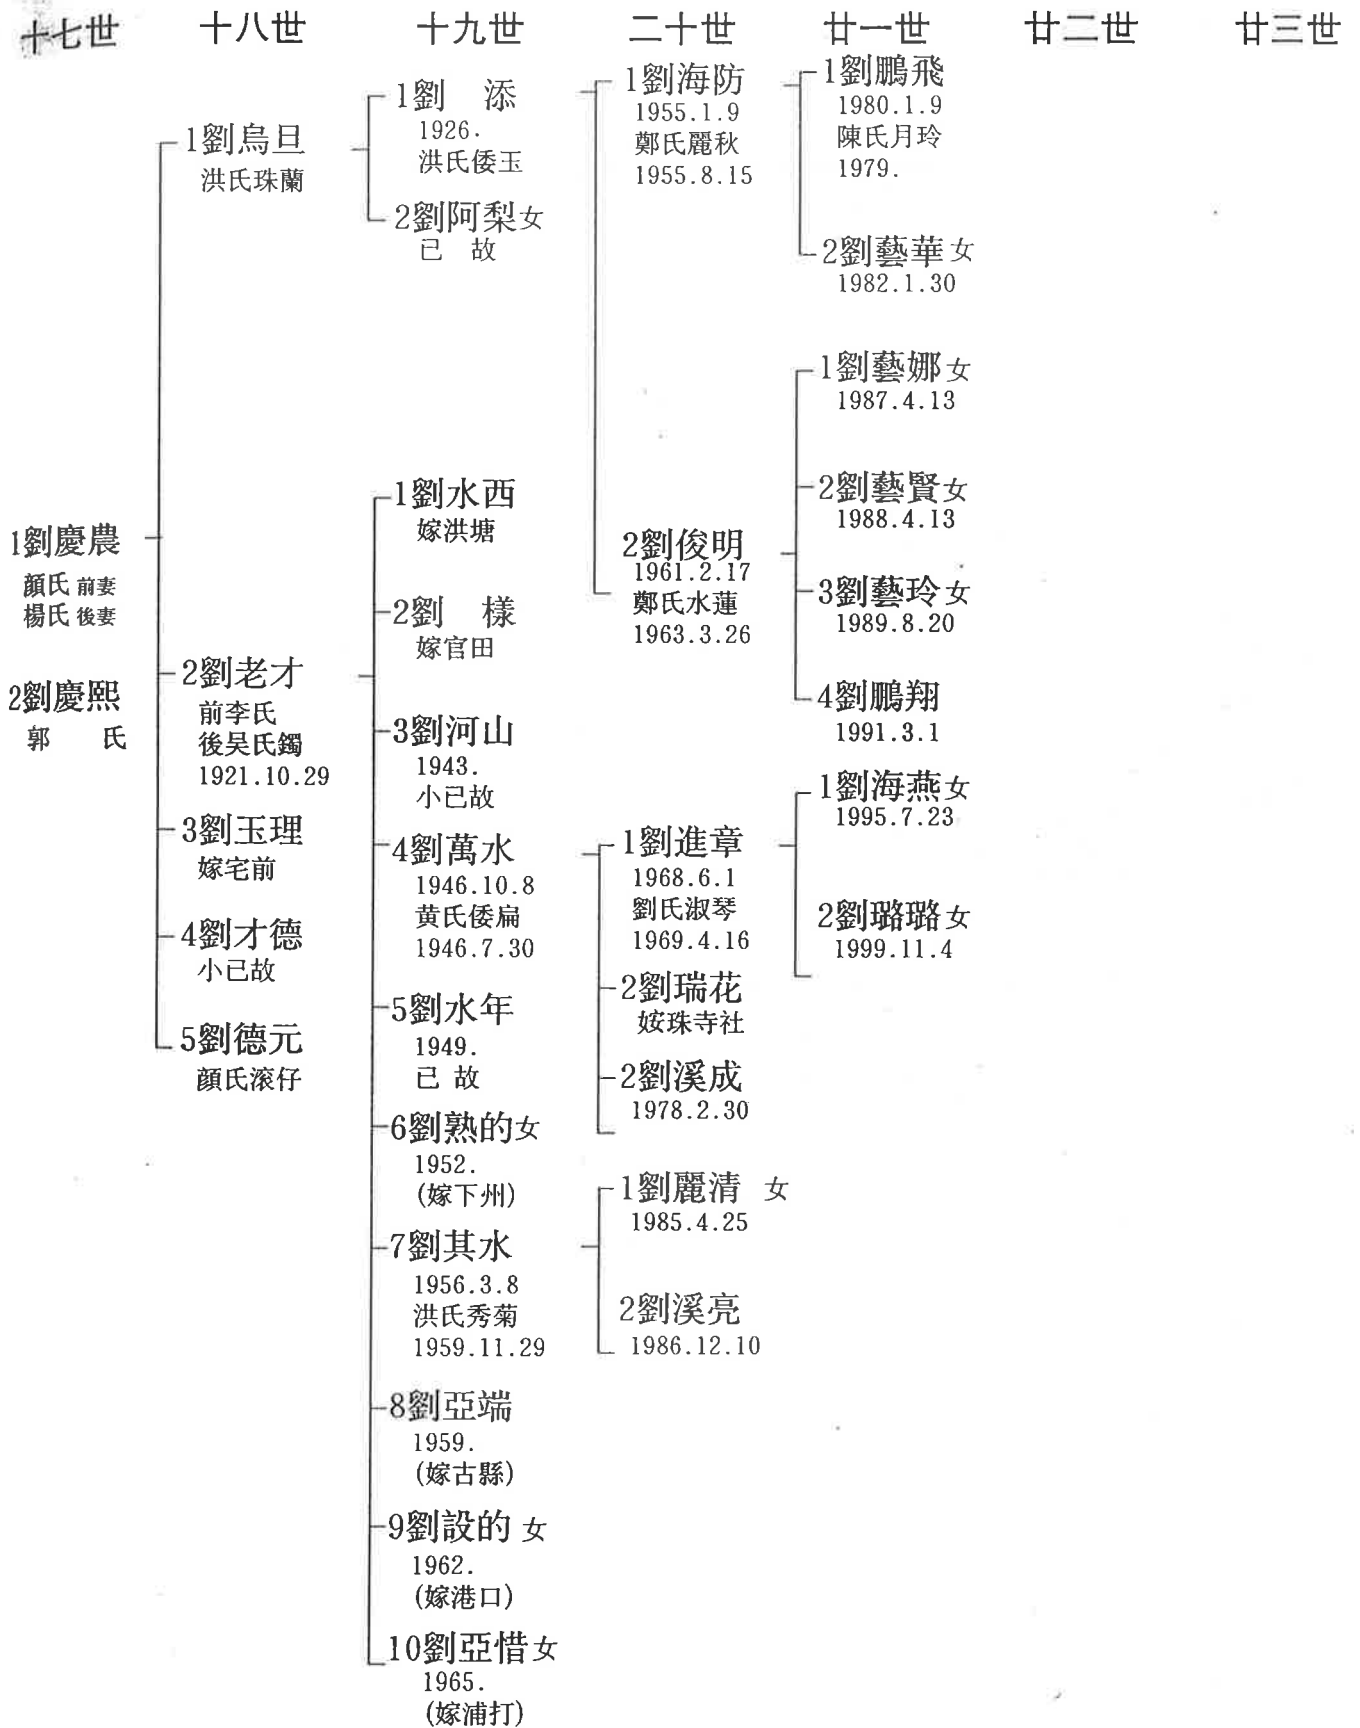 十七世 十八世 十九世 二十世 廿一世 廿二世 廿三世
1劉慶農
顏氏 前妻
楊氏 後妻
2劉慶熙
郭 氏
1劉烏旦
洪氏珠蘭
2劉老才
前李氏
後吴氏鐲
1921.10.29
3劉玉理
嫁宅前
4劉才德
小已故
5劉德元
顏氏滚仔
1劉 添
1926.
洪氏倭玉
2劉阿梨女
已 故
1劉水西
嫁洪塘
2劉 樣
嫁官田
3劉河山
1943.
小已故
4劉萬水
1946.10.8
黄氏倭扁
1946.7.30
5劉水年
1949.
已 故
6劉熟的女
1952.
(嫁下州)
7劉其水
1956.3.8
洪氏秀菊
1959.11.29
8劉亞端
1959.
(嫁古縣)
9劉設的 女
1962.
(嫁港口)
10劉亞惜女
1965.
(嫁浦打)
1劉海防
1955.1.9
鄭氏麗秋
1955.8.15
2劉俊明
1961.2.17
鄭氏水蓮
1963.3.26
1劉進章
1968.6.1
劉氏淑琴
1969.4.16
2劉瑞花
姲珠寺社
2劉溪成
1978.2.30
1劉麗清 女
1985.4.25
2劉溪亮
1986.12.10
1劉鵬飛
1980.1.9
陳氏月玲
1979.
2劉藝華女
1982.1.30
1劉藝娜女
1987.4.13
2劉藝賢女
1988.4.13
3劉藝玲女
1989.8.20
4劉鵬翔
1991.3.1
1劉海燕女
1995.7.23
2劉璐璐女
1999.11.4